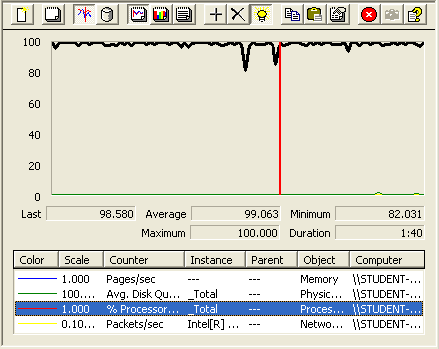 100
80
60
40
20
0
Last 98.580 Average 99.063 Minimum 82.031
Maximum 100.000 Duration 1:40
Color Scale Counter Instance Parent Object Computer
1.000 Pages/sec --- --- Memory \\STUDENT-...
100.... Avg. Disk Qu... _Total --- Physic... \\STUDENT-...
1.000 % Processor... _Total --- Proces... \\STUDENT-...
0.10... Packets/sec Intel[R] ... --- Netwo... \\STUDENT-...